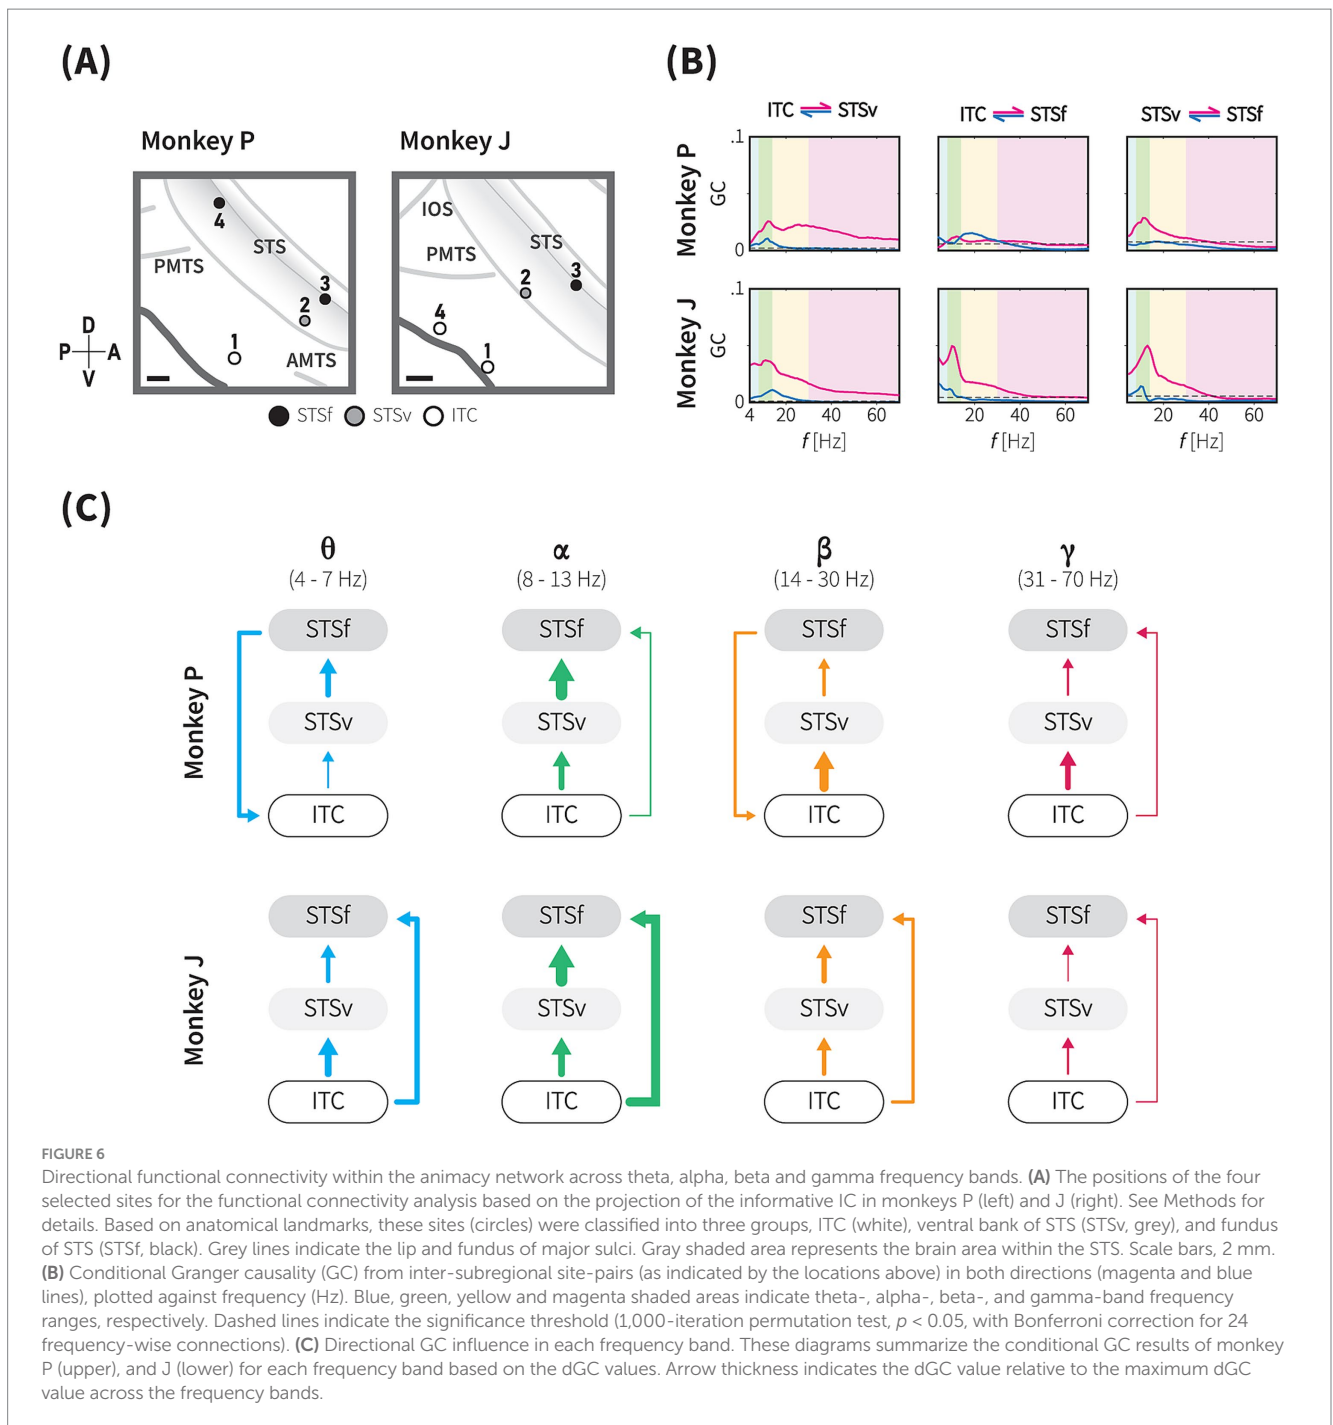 (A)
Monkey P
Monkey J
4
STS
PMTS
3
2
1
AMTS
IOS
PMTS
STS
2
3
4
1
D
P A
V
STSf STSv ITC
(B)
ITC STSv
ITC STSf
STSv STSf
Monkey P
GC
.1
0
Monkey J
GC
.1
0
4 20 40 60
20 40 60
20 40 60
f [Hz]
f [Hz]
f [Hz]
(C)
θ
(4 - 7 Hz)
α
(8 - 13 Hz)
β
(14 - 30 Hz)
γ
(31 - 70 Hz)
Monkey P
STSf
STSv
ITC
STSf
STSv
ITC
STSf
STSv
ITC
STSf
STSv
ITC
Monkey J
STSf
STSv
ITC
STSf
STSv
ITC
STSf
STSv
ITC
STSf
STSv
ITC
FIGURE 6
Directional functional connectivity within the animacy network across theta, alpha, beta and gamma frequency bands. (A) The positions of the four
selected sites for the functional connectivity analysis based on the projection of the informative IC in monkeys P (left) and J (right). See Methods for
details. Based on anatomical landmarks, these sites (circles) were classified into three groups, ITC (white), ventral bank of STS (STSv, grey), and fundus
of STS (STSf, black). Grey lines indicate the lip and fundus of major sulci. Gray shaded area represents the brain area within the STS. Scale bars, 2 mm.
(B) Conditional Granger causality (GC) from inter-subregional site-pairs (as indicated by the locations above) in both directions (magenta and blue
lines), plotted against frequency (Hz). Blue, green, yellow and magenta shaded areas indicate theta-, alpha-, beta-, and gamma-band frequency
ranges, respectively. Dashed lines indicate the significance threshold (1,000-iteration permutation test, p < 0.05, with Bonferroni correction for 24
frequency-wise connections). (C) Directional GC influence in each frequency band. These diagrams summarize the conditional GC results of monkey
P (upper), and J (lower) for each frequency band based on the dGC values. Arrow thickness indicates the dGC value relative to the maximum dGC
value across the frequency bands.